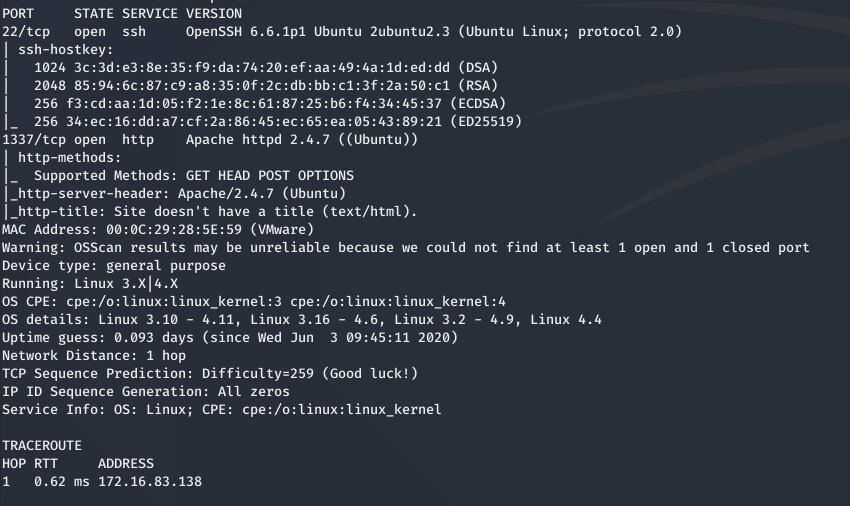 PORT     STATE SERVICE VERSION
22/tcp   open  ssh     OpenSSH 6.6.1p1 Ubuntu 2ubuntu2.3 (Ubuntu Linux; protocol 2.0)
| ssh-hostkey:
|   1024 3c:3d:e3:8e:35:f9:da:74:20:ef:aa:49:4a:1d:ed:dd (DSA)
|   2048 85:94:6c:87:c9:a8:35:0f:2c:db:bb:c1:3f:2a:50:c1 (RSA)
|   256 f3:cd:aa:1d:05:f2:1e:8c:61:87:25:b6:f4:34:45:37 (ECDSA)
|_  256 34:ec:16:dd:a7:cf:2a:86:45:ec:65:ea:05:43:89:21 (ED25519)
1337/tcp open  http    Apache httpd 2.4.7 ((Ubuntu))
| http-methods:
|_  Supported Methods: GET HEAD POST OPTIONS
|_http-server-header: Apache/2.4.7 (Ubuntu)
|_http-title: Site doesn't have a title (text/html).
MAC Address: 00:0C:29:28:5E:59 (VMware)
Warning: OSScan results may be unreliable because we could not find at least 1 open and 1 closed port
Device type: general purpose
Running: Linux 3.X|4.X
OS CPE: cpe:/o:linux:linux_kernel:3 cpe:/o:linux:linux_kernel:4
OS details: Linux 3.10 - 4.11, Linux 3.16 - 4.6, Linux 3.2 - 4.9, Linux 4.4
Uptime guess: 0.093 days (since Wed Jun  3 09:45:11 2020)
Network Distance: 1 hop
TCP Sequence Prediction: Difficulty=259 (Good luck!)
IP ID Sequence Generation: All zeros
Service Info: OS: Linux; CPE: cpe:/o:linux:linux_kernel

TRACEROUTE
HOP RTT     ADDRESS
1   0.62 ms 172.16.83.138